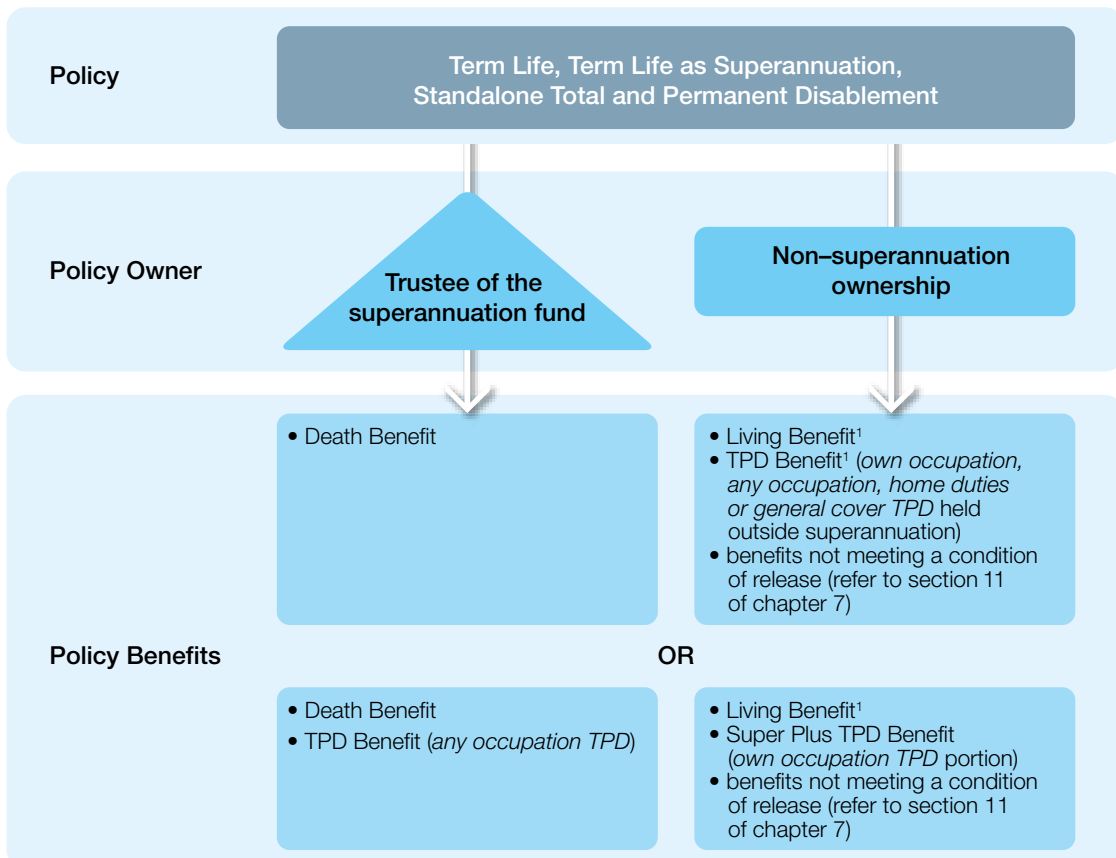 Policy
Term Life, Term Life as Superannuation,
Standalone Total and Permanent Disablement
Policy Owner
Trustee of the
superannuation fund
Non–superannuation
ownership
• Death Benefit
• Living Benefit¹
• TPD Benefit¹ (own occupation,
any occupation, home duties
or general cover TPD held
outside superannuation)
• benefits not meeting a condition
of release (refer to section 11
of chapter 7)
Policy Benefits
OR
• Death Benefit
• TPD Benefit (any occupation TPD)
• Living Benefit¹
• Super Plus TPD Benefit
(own occupation TPD portion)
• benefits not meeting a condition
of release (refer to section 11
of chapter 7)